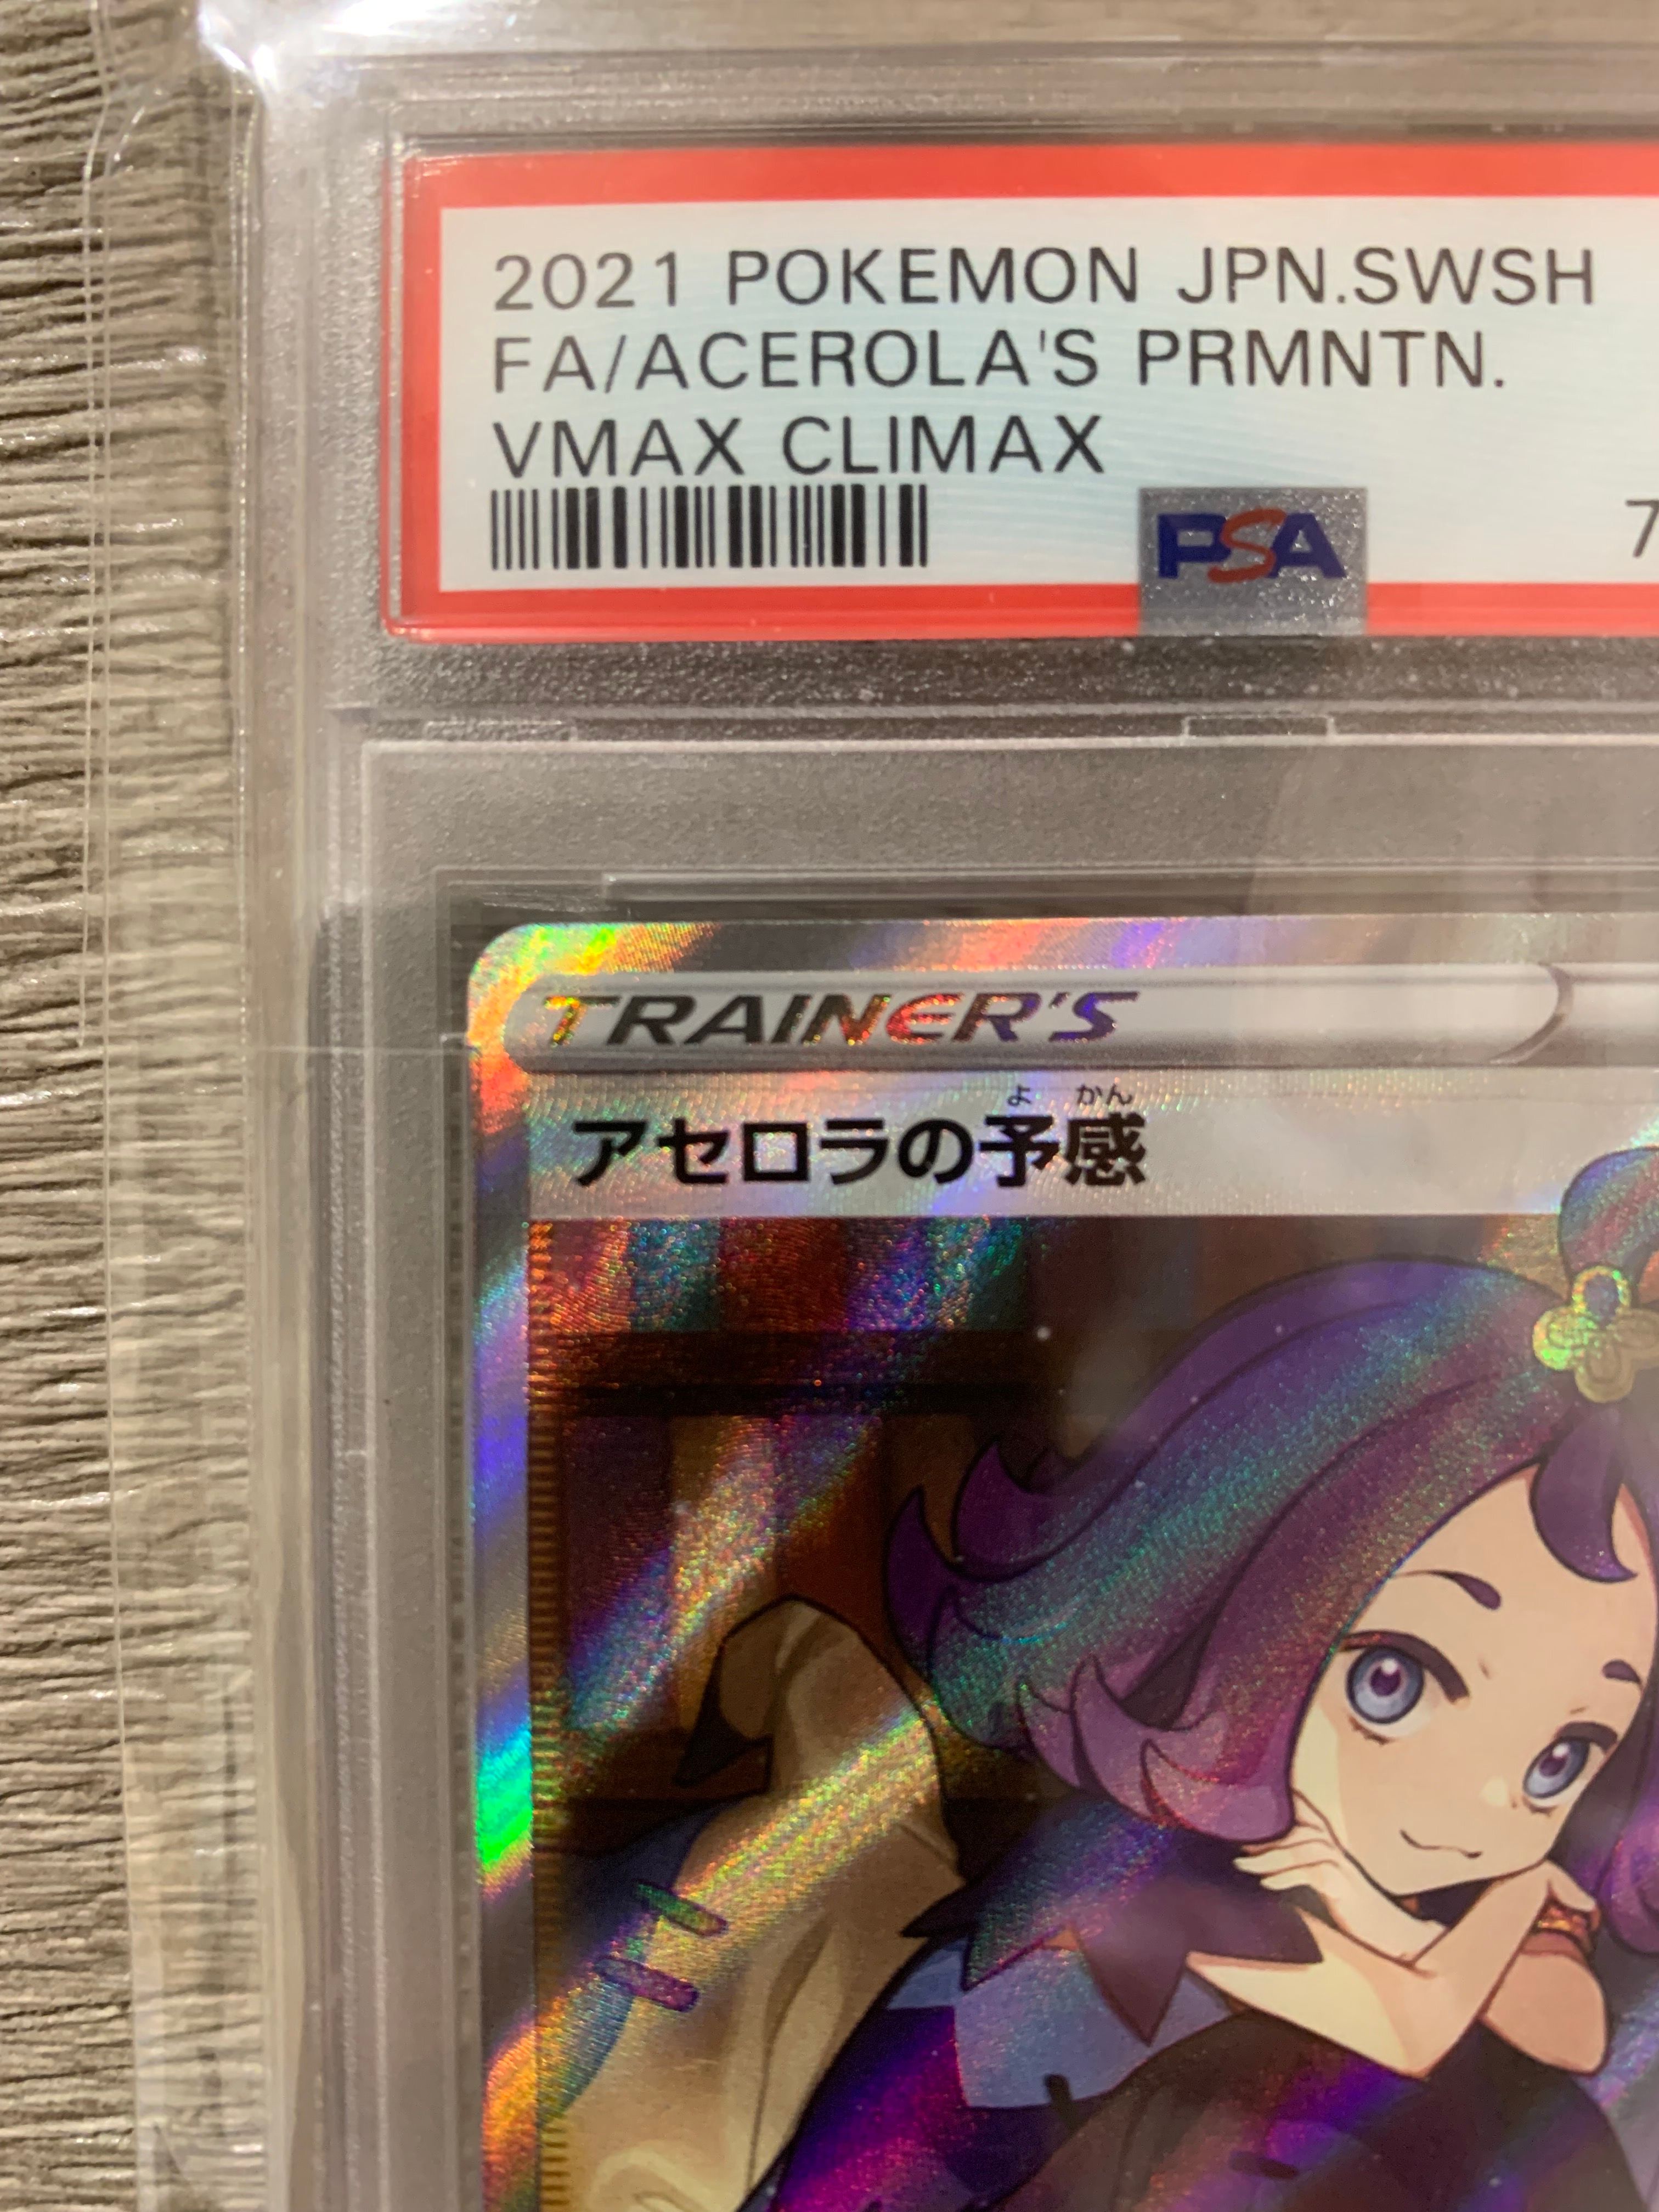 2021 POKEMON JPN.SWSH
FA/ACEROLA'S PRMNTN.
VMAX CLIMAX
PSA
7
TRAINER'S
よ かん
アセロラの予感